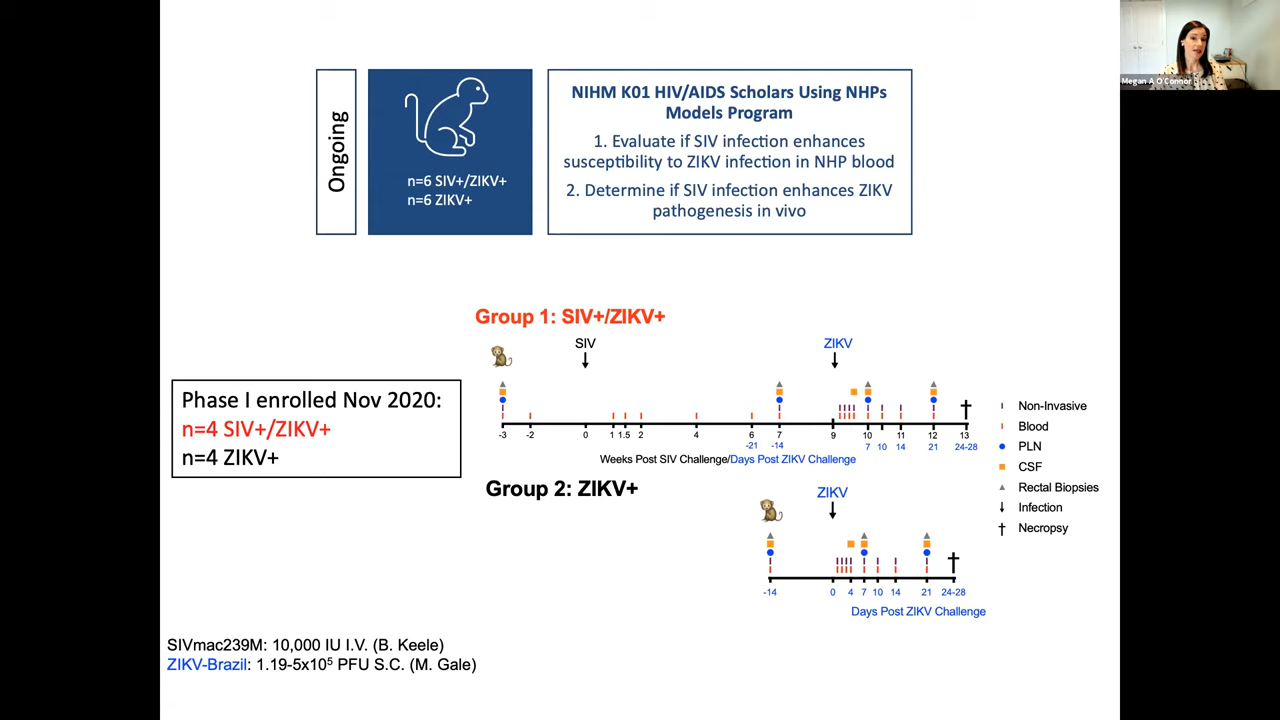 Megan A O'Connor
Ongoing
n=6 SIV+/ZIKV+
n=6 ZIKV+
NIHM K01 HIV/AIDS Scholars Using NHPs
Models Program
1. Evaluate if SIV infection enhances
susceptibility to ZIKV infection in NHP blood
2. Determine if SIV infection enhances ZIKV
pathogenesis in vivo
Phase I enrolled Nov 2020:
n=4 SIV+/ZIKV+
n=4 ZIKV+
Group 1: SIV+/ZIKV+
SIV
ZIKV
-3 -2 0 1 1.5 2 4 6 7 9 10 11 12 13
-21 -14 7 10 14 21 24-28
Weeks Post SIV Challenge/Days Post ZIKV Challenge
Group 2: ZIKV+
ZIKV
-14 0 4 7 10 14 21 24-28
Days Post ZIKV Challenge
Non-Invasive
Blood
PLN
CSF
Rectal Biopsies
Infection
Necropsy
SIVmac239M: 10,000 IU I.V. (B. Keele)
ZIKV-Brazil: 1.19-5x10⁵ PFU S.C. (M. Gale)